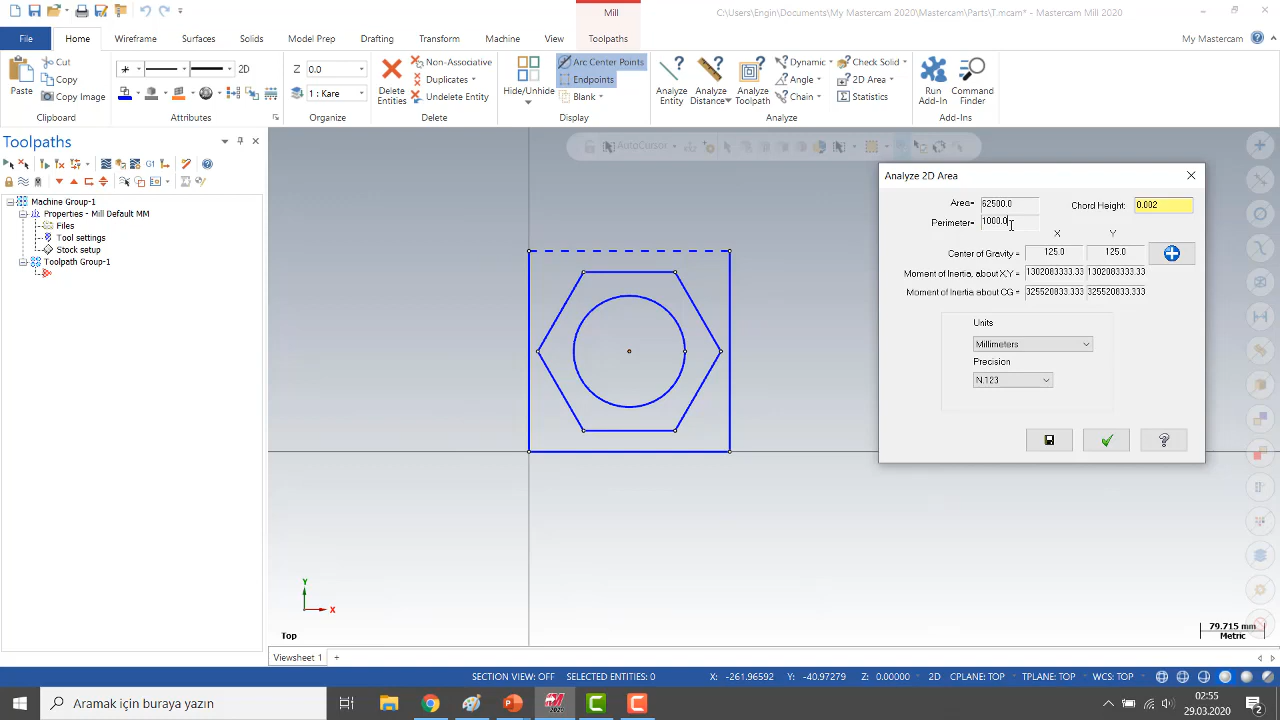 Mill
C:\Users\Engin\Documents\My Mastercam 2020\Mastercam\Parts\T.mcam* - Mastercam Mill 2020
File Home Wireframe Surfaces Solids Model Prep Drafting Transform Machine View Toolpaths My Mastercam
Paste
Cut
Copy
Copy Image
Clipboard
2D
Attributes
Z 0.0
1 : Kare
Organize
Delete Entities
Non-Associative
Duplicates
Undelete Entity
Delete
Hide/Unhide
Arc Center Points
Endpoints
Blank
Display
Analyze Entity
Analyze Distance
Analyze Toolpath
Dynamic
Angle
Chain
Check Solid
2D Area
Statistics
Analyze
Run Add-In
Command Finder
Add-Ins
Toolpaths
G1
Machine Group-1
Properties - Mill Default MM
Files
Tool settings
Stock setup
Toolpath Group-1
AutoCursor
Analyze 2D Area
Area= 62500.0
Chord Height: 0.002
Perimeter= 1000.0
X Y
Center of Gravity = 125.0 125.0
Moment of Inertia, about X,Y = 1302083333.33 1302083333.33
Moment of Inertia about CG = 325520833.333 325520833.333
Units
Millimeters
Precision
N.123
Y
X
Top
79.715 mm
Metric
Viewsheet 1 +
SECTION VIEW: OFF SELECTED ENTITIES: 0 X: -261.96592 Y: -40.97279 Z: 0.00000 2D CPLANE: TOP TPLANE: TOP WCS: TOP
Aramak için buraya yazın
2020
02:55
29.03.2020
2